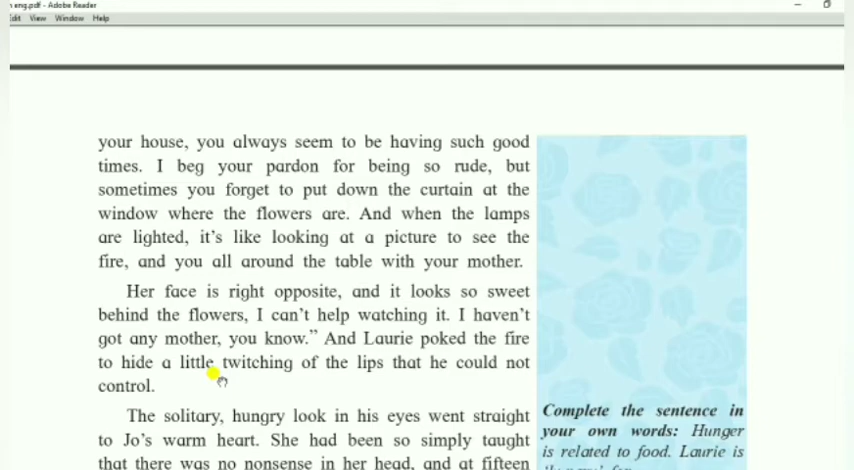 eng.pdf - Adobe Reader
Edit View Window Help
your house, you always seem to be having such good
times. I beg your pardon for being so rude, but
sometimes you forget to put down the curtain at the
window where the flowers are. And when the lamps
are lighted, it's like looking at a picture to see the
fire, and you all around the table with your mother.
Her face is right opposite, and it looks so sweet
behind the flowers, I can't help watching it. I haven't
got any mother, you know." And Laurie poked the fire
to hide a little twitching of the lips that he could not
control.
The solitary, hungry look in his eyes went straight
to Jo's warm heart. She had been so simply taught
that there was no nonsense in her head, and at fifteen
Complete the sentence in
your own words: Hunger
is related to food. Laurie is